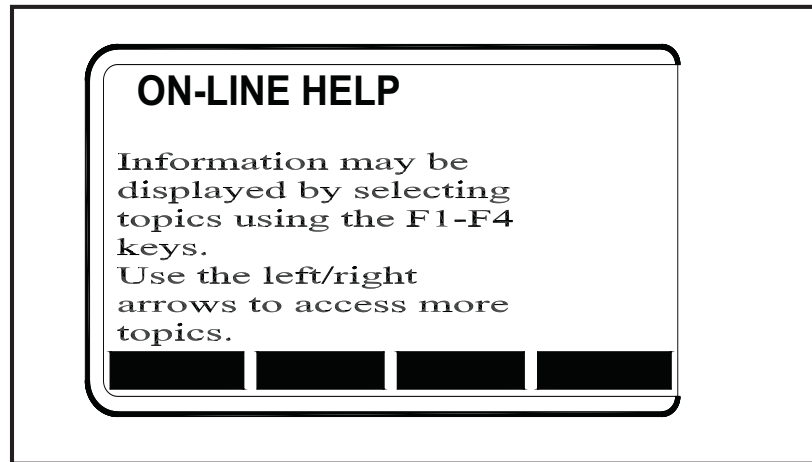 ON-LINE HELP
Information may be
displayed by selecting
topics using the F1-F4
keys.
Use the left/right
arrows to access more
topics.